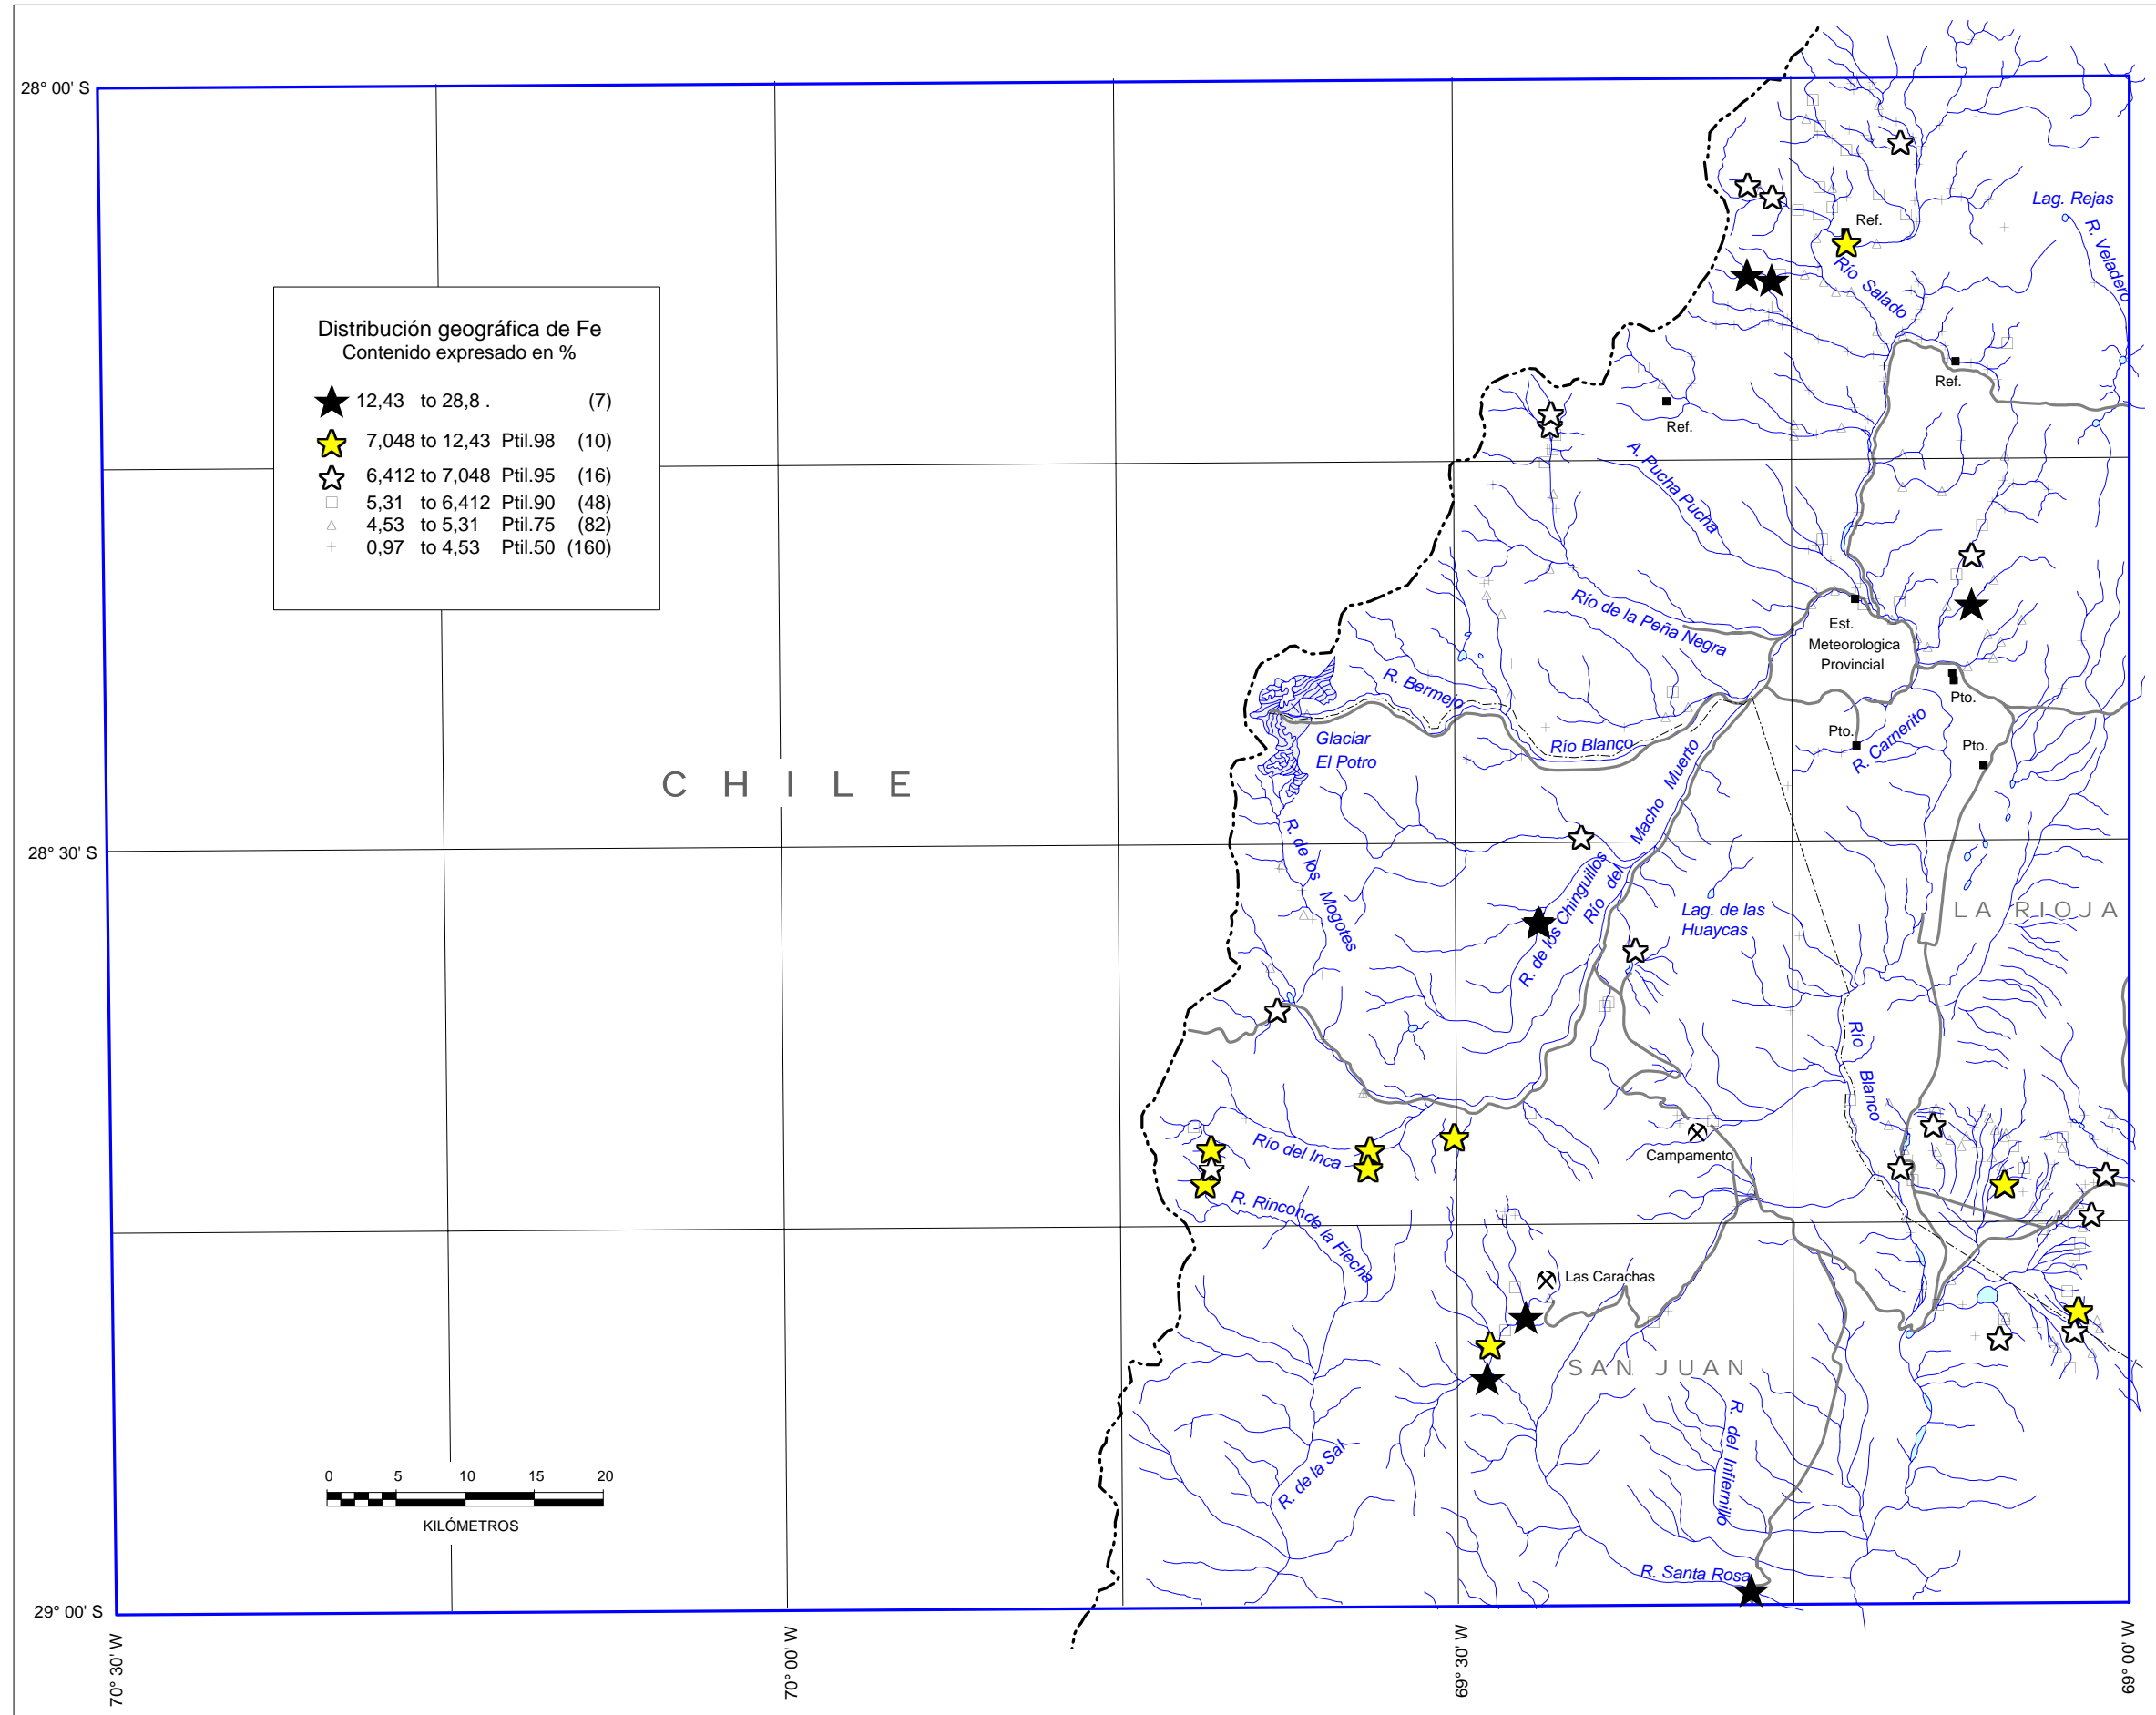 28° 00' S
Lag. Rejas
Ref.
R. Veladero
Río Salado
Distribución geográfica de Fe
Contenido expresado en %
12,43 to 28,8 . (7)
7,048 to 12,43 Ptil.98 (10)
6,412 to 7,048 Ptil.95 (16)
5,31 to 6,412 Ptil.90 (48)
4,53 to 5,31 Ptil.75 (82)
0,97 to 4,53 Ptil.50 (160)
Ref.
Ref.
A. Pucha Pucha
Río de la Peña Negra
Est.
Meteorologica
Provincial
R. Bermejo
Pto.
Pto.
R. Carnerito
Pto.
Glaciar
El Potro
Río Blanco
CHILE
Río del Macho Muerto
R. de los Mogotes
28° 30' S
R. de los Chinguillos
Lag. de las
Huaycas
LA RIOJA
Río Blanco
Río del Inca
Campamento
R. Rincon de la Flecha
Las Carachas
SAN JUAN
R. del Infiernillo
R. de la Sal
0 5 10 15 20
KILÓMETROS
R. Santa Rosa
29° 00' S
70° 30' W
70° 00' W
69° 30' W
69° 00' W